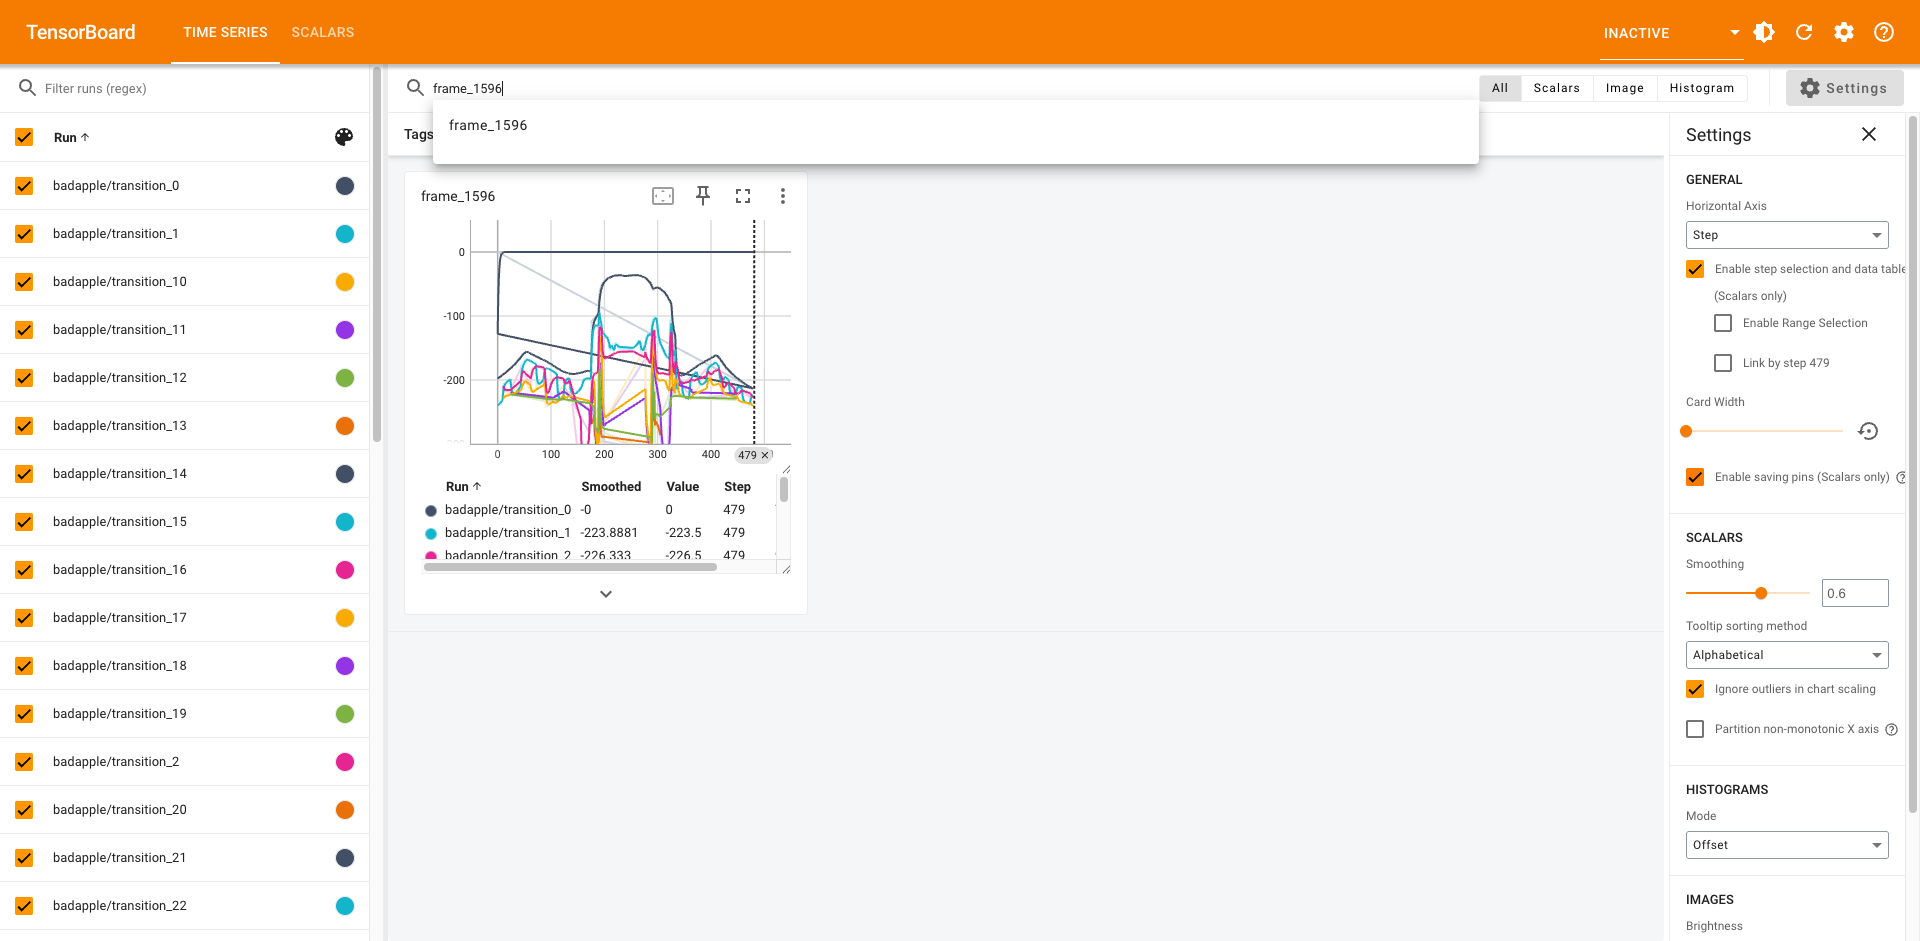 TensorBoard
TIME SERIES
SCALARS
INACTIVE
Filter runs (regex)
frame_1596
All
Scalars
Image
Histogram
Settings
frame_1596
Run
Tags
Settings
badapple/transition_0
badapple/transition_1
badapple/transition_10
badapple/transition_11
badapple/transition_12
badapple/transition_13
badapple/transition_14
badapple/transition_15
badapple/transition_16
badapple/transition_17
badapple/transition_18
badapple/transition_19
badapple/transition_2
badapple/transition_20
badapple/transition_21
badapple/transition_22
frame_1596
0
-100
-200
0 100 200 300 400 479
Run Smoothed Value Step
badapple/transition_0 -0 0 479
badapple/transition_1 -223.8881 -223.5 479
badapple/transition_2 -226.333 -226.5 479
GENERAL
Horizontal Axis
Step
Enable step selection and data table
(Scalars only)
Enable Range Selection
Link by step 479
Card Width
Enable saving pins (Scalars only)
SCALARS
Smoothing
0.6
Tooltip sorting method
Alphabetical
Ignore outliers in chart scaling
Partition non-monotonic X axis
HISTOGRAMS
Mode
Offset
IMAGES
Brightness